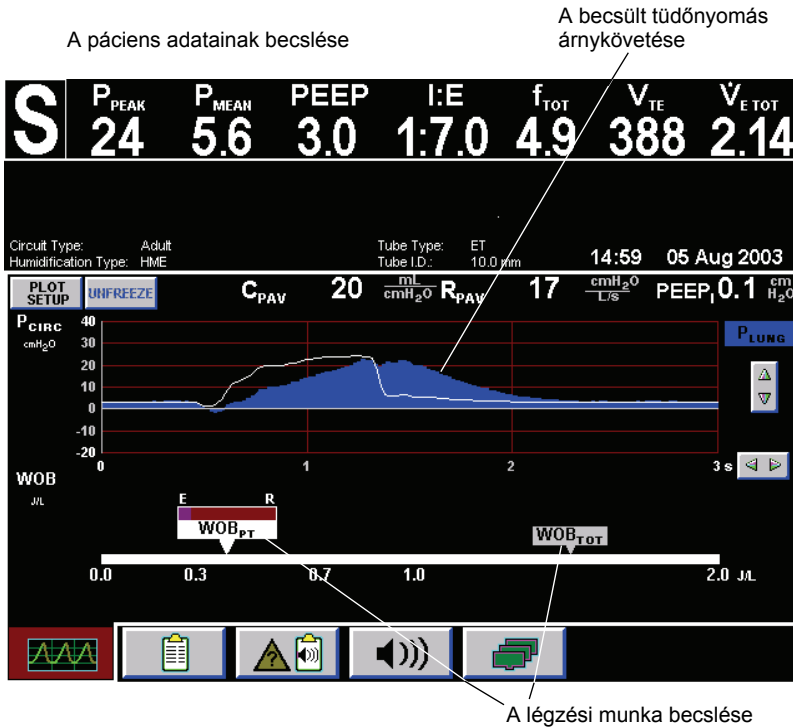 A becsült tüdőnyomás
árnykövetése
A páciens adatainak becslése
S PPEAK PMEAN PEEP I:E fTOT VTE V̇E TOT
24 5.6 3.0 1:7.0 4.9 388 2.14
Circuit Type: Adult Tube Type: ET
Humidification Type: HME Tube I.D.: 10.0 mm 14:59 05 Aug 2003
PLOT SETUP UNFREEZE CPAV 20 mL/cmH2O RPAV 17 cmH2O/L/s PEEPI 0.1 cm H2O
PCIRC
cmH2O
40
30
20
10
0
-10
-20
PLUNG
0 1 2 3 s
WOB
J/L
E R
WOBPT
WOBTOT
0.0 0.3 0.7 1.0 2.0 J/L
A légzési munka becslése